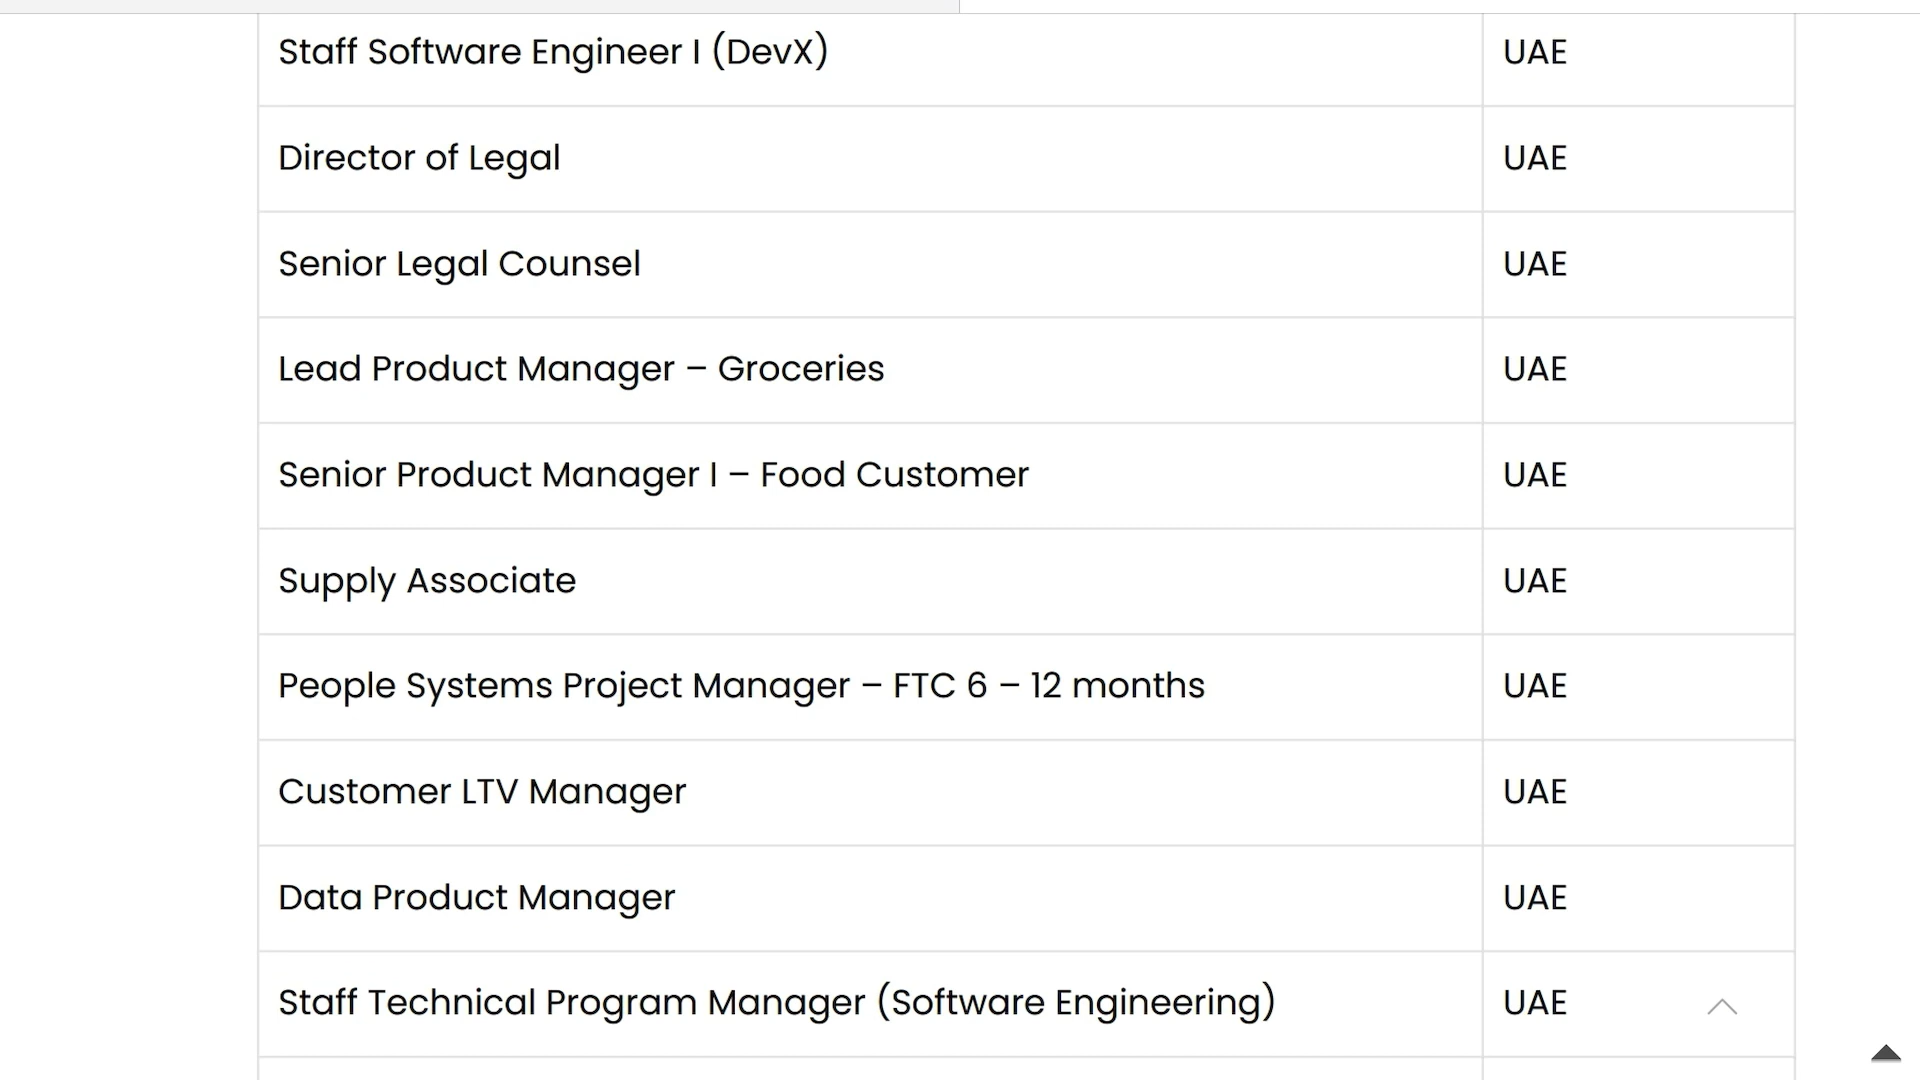 Staff Software Engineer I (DevX) UAE
Director of Legal UAE
Senior Legal Counsel UAE
Lead Product Manager – Groceries UAE
Senior Product Manager I – Food Customer UAE
Supply Associate UAE
People Systems Project Manager – FTC 6 – 12 months UAE
Customer LTV Manager UAE
Data Product Manager UAE
Staff Technical Program Manager (Software Engineering) UAE